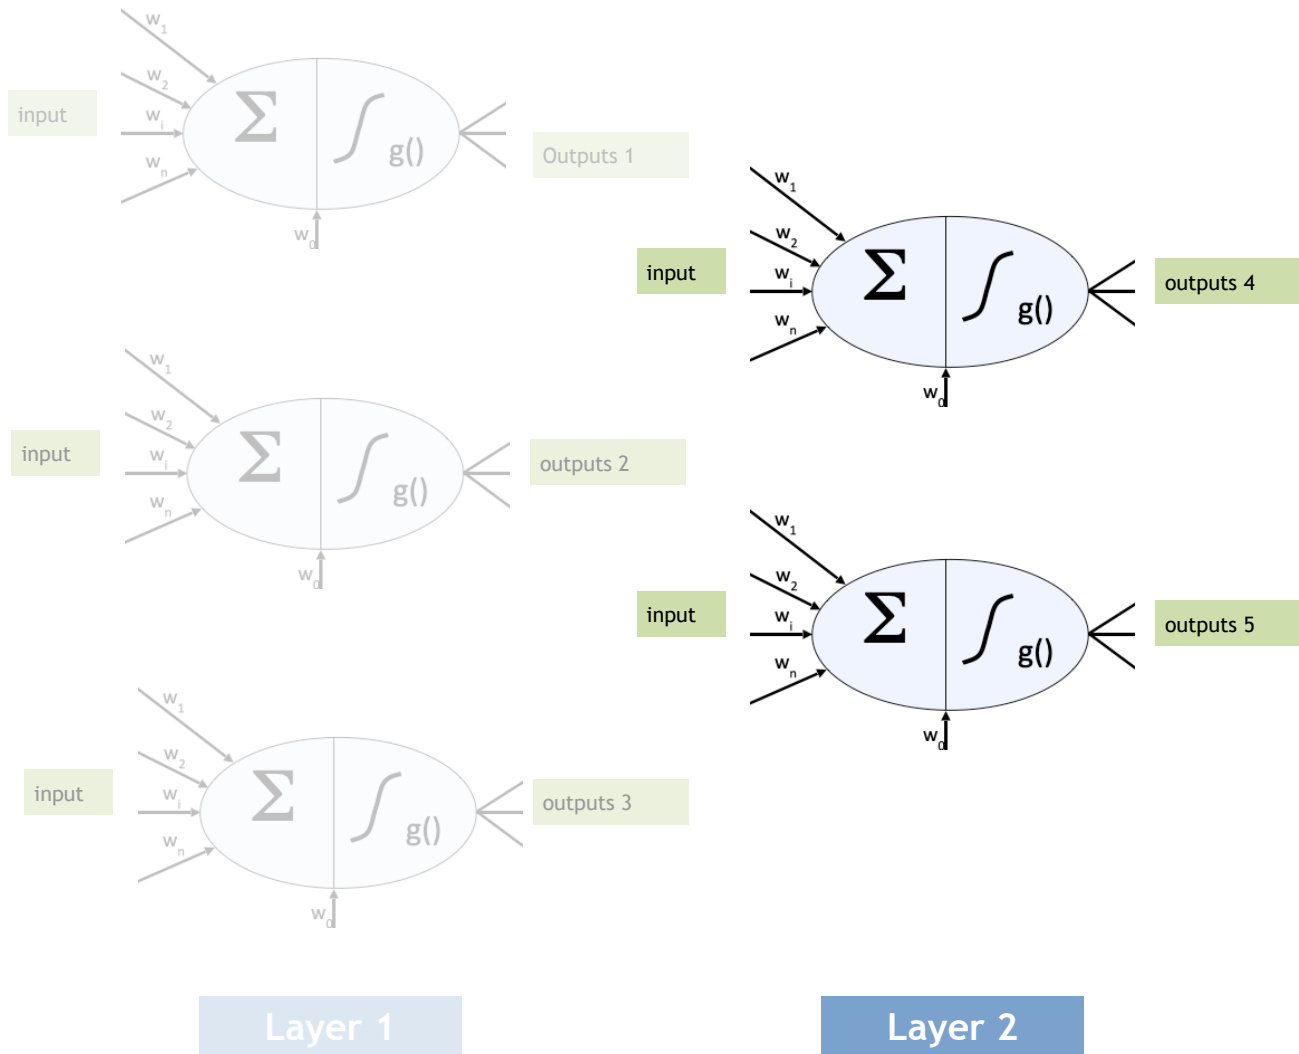 w1
w2
input
wi
wn
Σ
g()
w0
Outputs 1
w1
w2
input
wi
wn
Σ
g()
w0
outputs 2
w1
w2
input
wi
wn
Σ
g()
w0
outputs 3
Layer 1
w1
w2
input
wi
wn
Σ
g()
w0
outputs 4
w1
w2
input
wi
wn
Σ
g()
w0
outputs 5
Layer 2